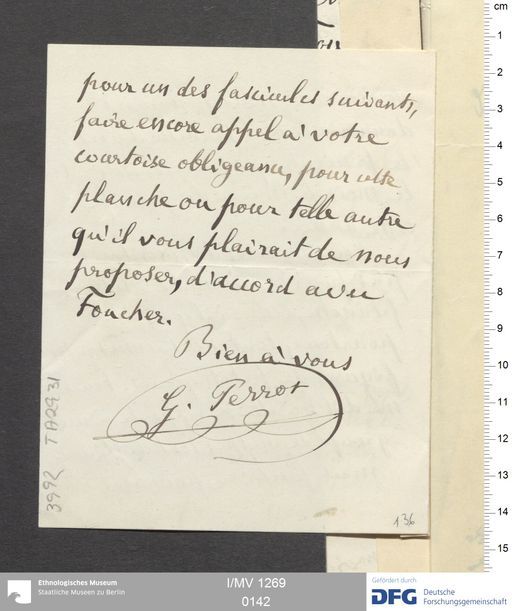 pour un des fascicules suivants,
faire encore appel à votre
courtoise obligeance, pour cette
planche ou pour telle autre
qu'il vous plairait de nous
proposer, d'accord avec
Foucher.
Bien à vous
G. Perrot
3992 TA2931
136
cm
1
2
3
4
5
6
7
8
9
10
11
12
13
14
15
Ethnologisches Museum
Staatliche Museen zu Berlin
I/MV 1269
0142
Gefördert durch
DFG Deutsche
Forschungsgemeinschaft